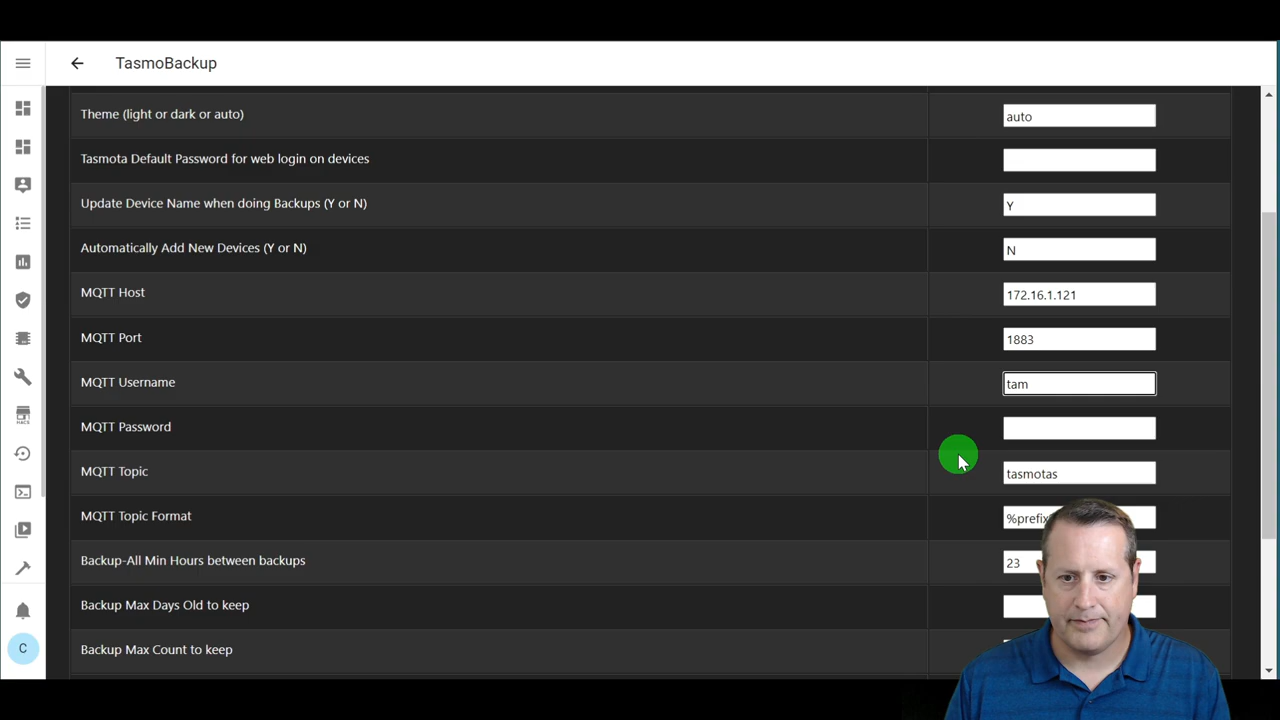 TasmoBackup
Theme (light or dark or auto) auto
Tasmota Default Password for web login on devices
Update Device Name when doing Backups (Y or N) Y
Automatically Add New Devices (Y or N) N
MQTT Host 172.16.1.121
MQTT Port 1883
MQTT Username tam
MQTT Password
MQTT Topic tasmotas
MQTT Topic Format %prefix
Backup-All Min Hours between backups 23
Backup Max Days Old to keep
Backup Max Count to keep
HACS
C